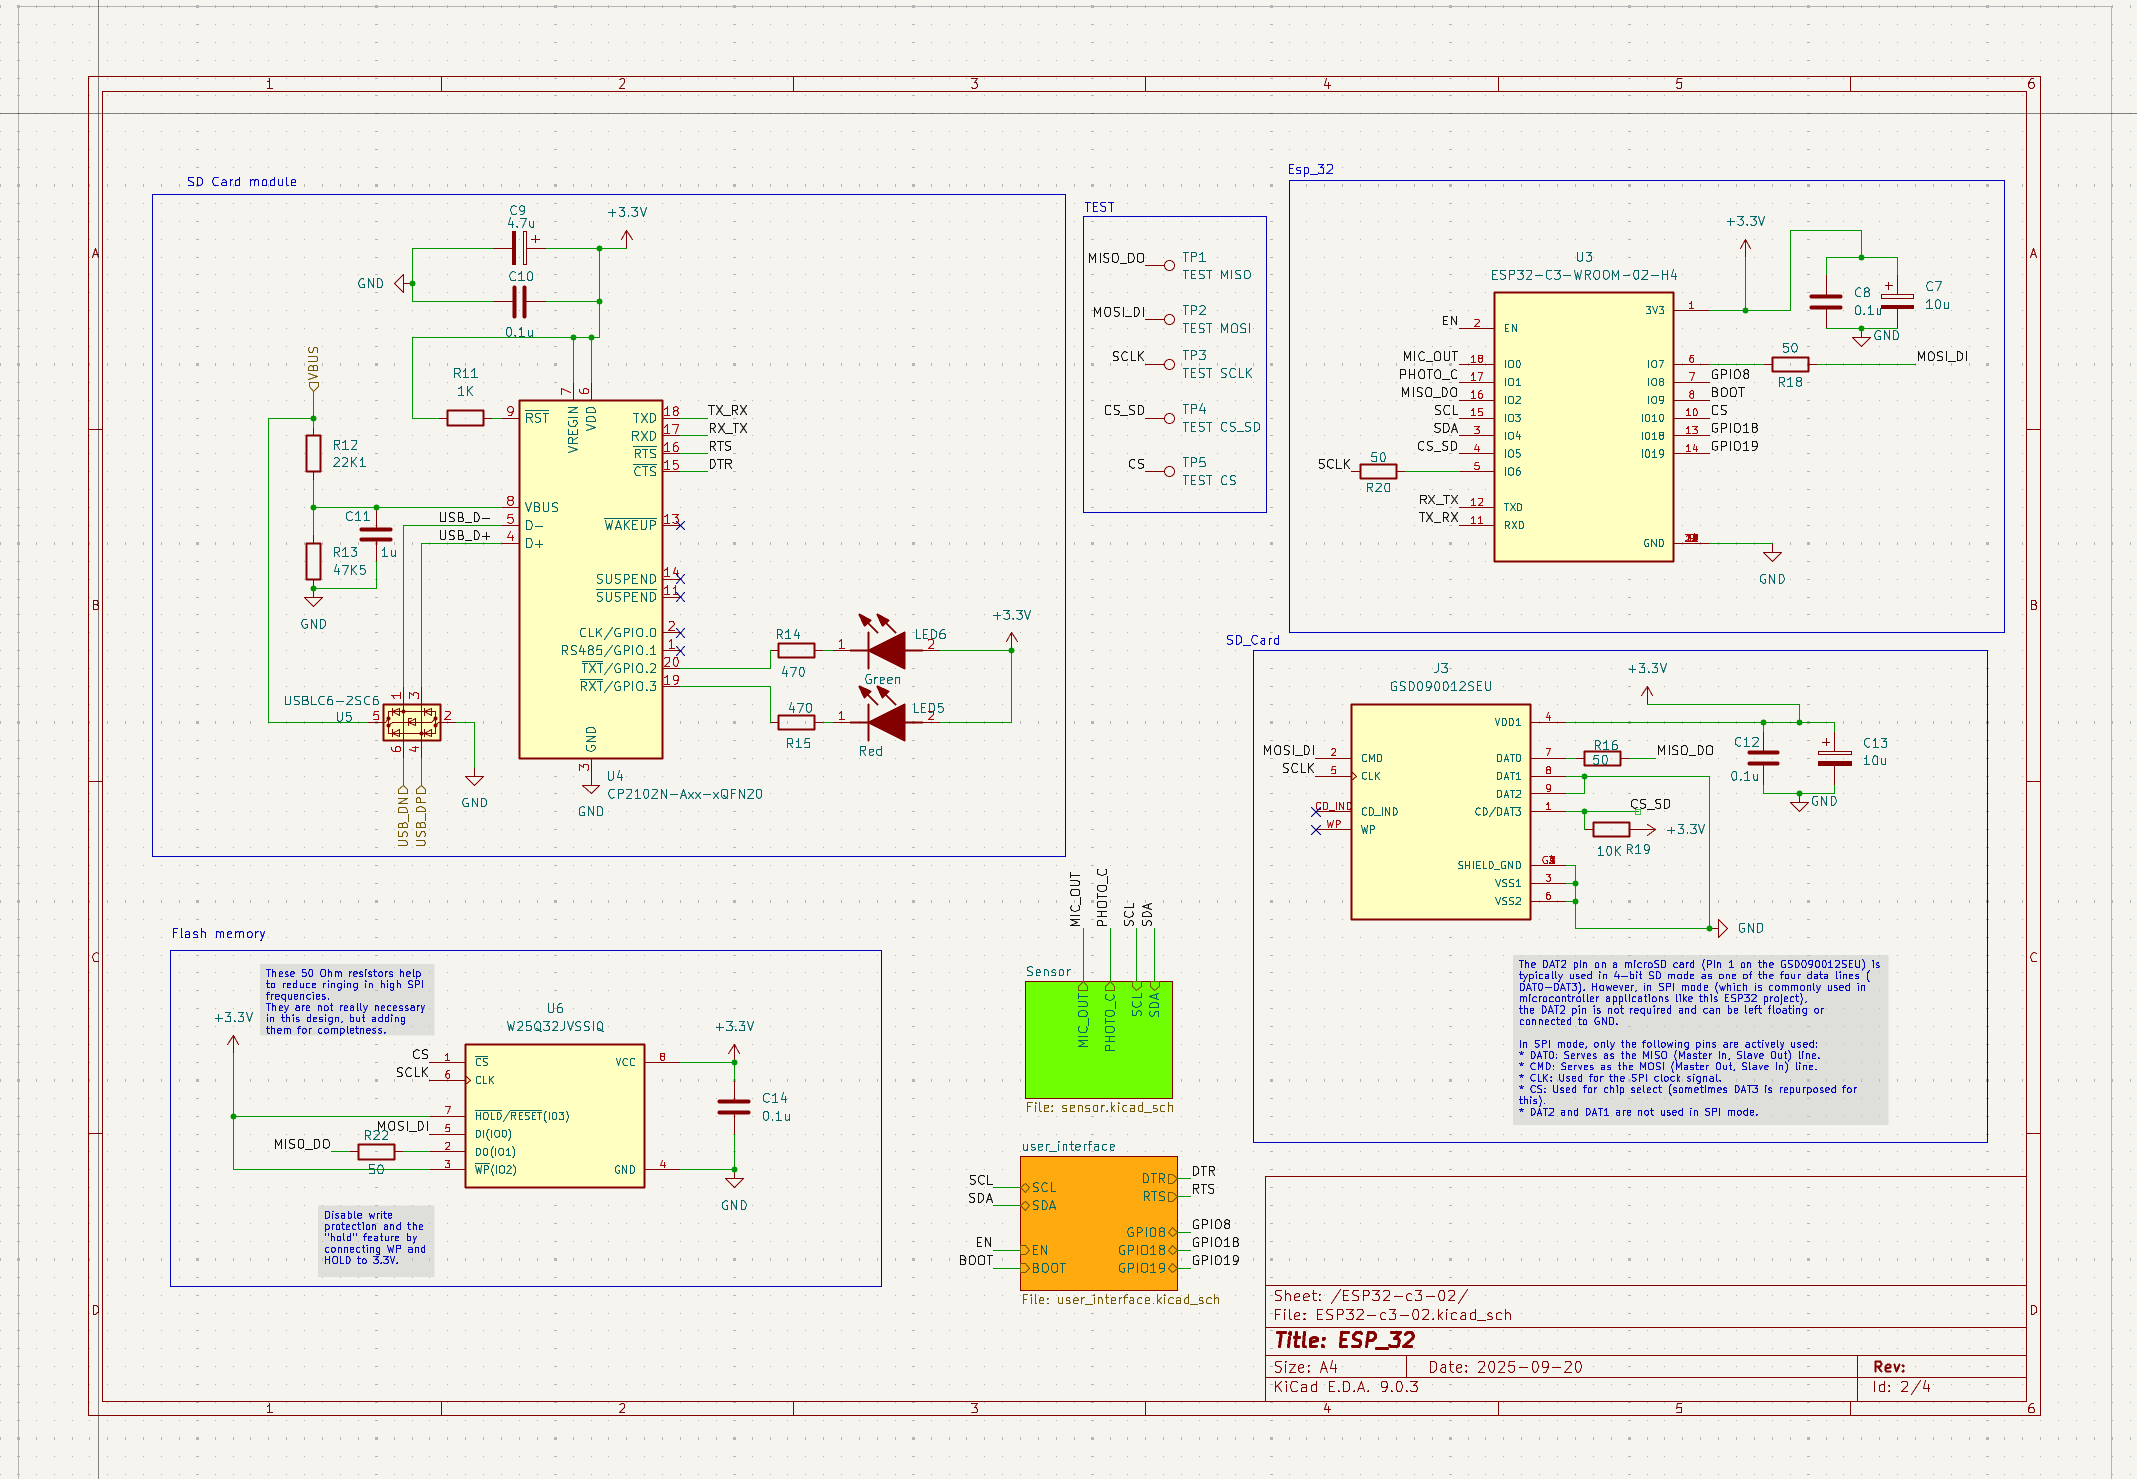 1 2 3 4 5 6
A
B
C
D
SD Card module
C9
4.7u
+
+3.3V
C10
0.1u
GND
VBUS
R11
1K
R12
22K1
C11
1u
R13
47K5
GND
USB_D-
USB_D+
9 RST
7 VREGIN
6 VDD
8 VBUS
5 D-
4 D+
TXD 18 TX_RX
RXD 17 RX_TX
RTS 16 RTS
CTS 15 DTR
WAKEUP 13
SUSPEND 14
SUSPEND 11
CLK/GPIO.0 2
RS485/GPIO.1 1
TXT/GPIO.2 20
RXT/GPIO.3 19
GND
3
U4
CP2102N-Axx-xQFN20
GND
USBLC6-2SC6
U5
1 3
5 2
6 4
GND
USB_DN
USB_DP
R14
470
1 2
LED6
Green
+3.3V
470
R15
1 2
LED5
Red
TEST
MISO_DO TP1
TEST MISO
MOSI_DI TP2
TEST MOSI
SCLK TP3
TEST SCLK
CS_SD TP4
TEST CS_SD
CS TP5
TEST CS
Esp_32
U3
ESP32-C3-WROOM-02-H4
+3.3V
C8
0.1u
+
C7
10u
GND
EN 2 EN
MIC_OUT 18 IO0
PHOTO_C 17 IO1
MISO_DO 16 IO2
SCL 15 IO3
SDA 3 IO4
CS_SD 4 IO5
SCLK 50 5 IO6
R20
RX_TX 12 TXD
TX_RX 11 RXD
3V3 1
IO7 6 50 MOSI_DI
R18
IO8 7 GPIO8
IO9 8 BOOT
IO10 10 CS
IO18 13 GPIO18
IO19 14 GPIO19
GND
GND
SD_Card
J3
GSD090012SEU
+3.3V
MOSI_DI 2 CMD
SCLK 5 CLK
CD_IND CD_IND
WP WP
VDD1 4
DAT0 7 R16 MISO_DO
50
DAT1 8
DAT2 9
CD/DAT3 1 CS_SD
+3.3V
10K R19
SHIELD_GND
VSS1 3
VSS2 6
GND
C12
0.1u
+
C13
10u
GND
The DAT2 pin on a microSD card (Pin 1 on the GSD090012SEU) is
typically used in 4-bit SD mode as one of the four data lines (
DAT0-DAT3). However, in SPI mode (which is commonly used in
microcontroller applications like this ESP32 project),
the DAT2 pin is not required and can be left floating or
connected to GND.
In SPI mode, only the following pins are actively used:
* DAT0: Serves as the MISO (Master In, Slave Out) line.
* CMD: Serves as the MOSI (Master Out, Slave In) line.
* CLK: Used for the SPI clock signal.
* CS: Used for chip select (sometimes DAT3 is repurposed for
this).
* DAT2 and DAT1 are not used in SPI mode.
Flash memory
These 50 Ohm resistors help
to reduce ringing in high SPI
frequencies.
They are not really necessary
in this design, but adding
them for completness.
+3.3V
U6
W25Q32JVSSIQ
+3.3V
CS 1 CS
SCLK 6 CLK
7 HOLD/RESET(IO3)
MOSI_DI 5 DI(IO0)
MISO_DO R22 2 DO(IO1)
50 3 WP(IO2)
VCC 8
GND 4
C14
0.1u
GND
Disable write
protection and the
"hold" feature by
connecting WP and
HOLD to 3.3V.
MIC_OUT
PHOTO_C
SCL
SDA
Sensor
MIC_OUT
PHOTO_C
SCL
SDA
File: sensor.kicad_sch
user_interface
SCL SCL
SDA SDA
EN EN
BOOT BOOT
DTR DTR
RTS RTS
GPIO8 GPIO8
GPIO18 GPIO18
GPIO19 GPIO19
File: user_interface.kicad_sch
Sheet: /ESP32-c3-02/
File: ESP32-c3-02.kicad_sch
Title: ESP_32
Size: A4 Date: 2025-09-20 Rev:
KiCad E.D.A. 9.0.3 Id: 2/4
A
B
C
D
1 2 3 4 5 6